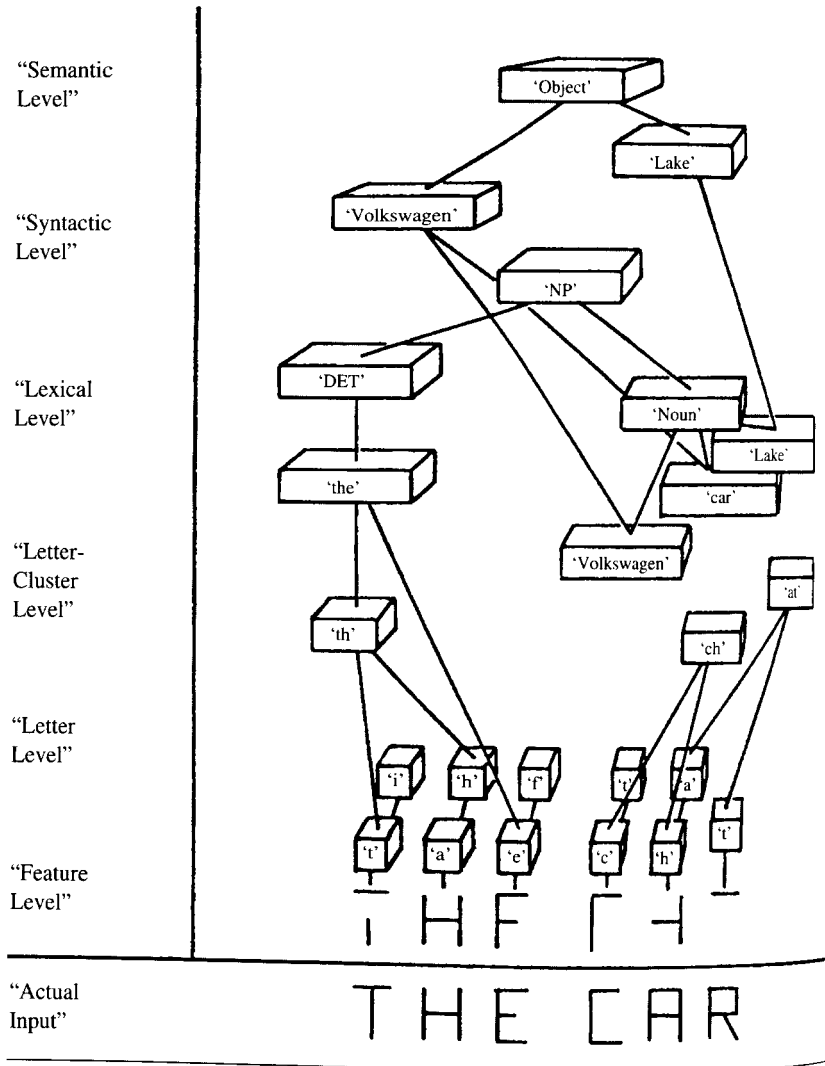 “Semantic
Level”
‘Object’
‘Lake’
‘Volkswagen’
“Syntactic
Level”
‘NP’
‘DET’
“Lexical
Level”
‘Noun’
‘Lake’
‘the’
‘car’
“Letter-
Cluster
Level”
‘Volkswagen’
‘at’
‘th’
‘ch’
“Letter
Level”
‘i’ ‘h’ ‘f’ ‘t’ ‘a’
‘t’ ‘a’ ‘e’ ‘c’ ‘h’ ‘t’
“Feature
Level”
“Actual
Input”
THE CAR